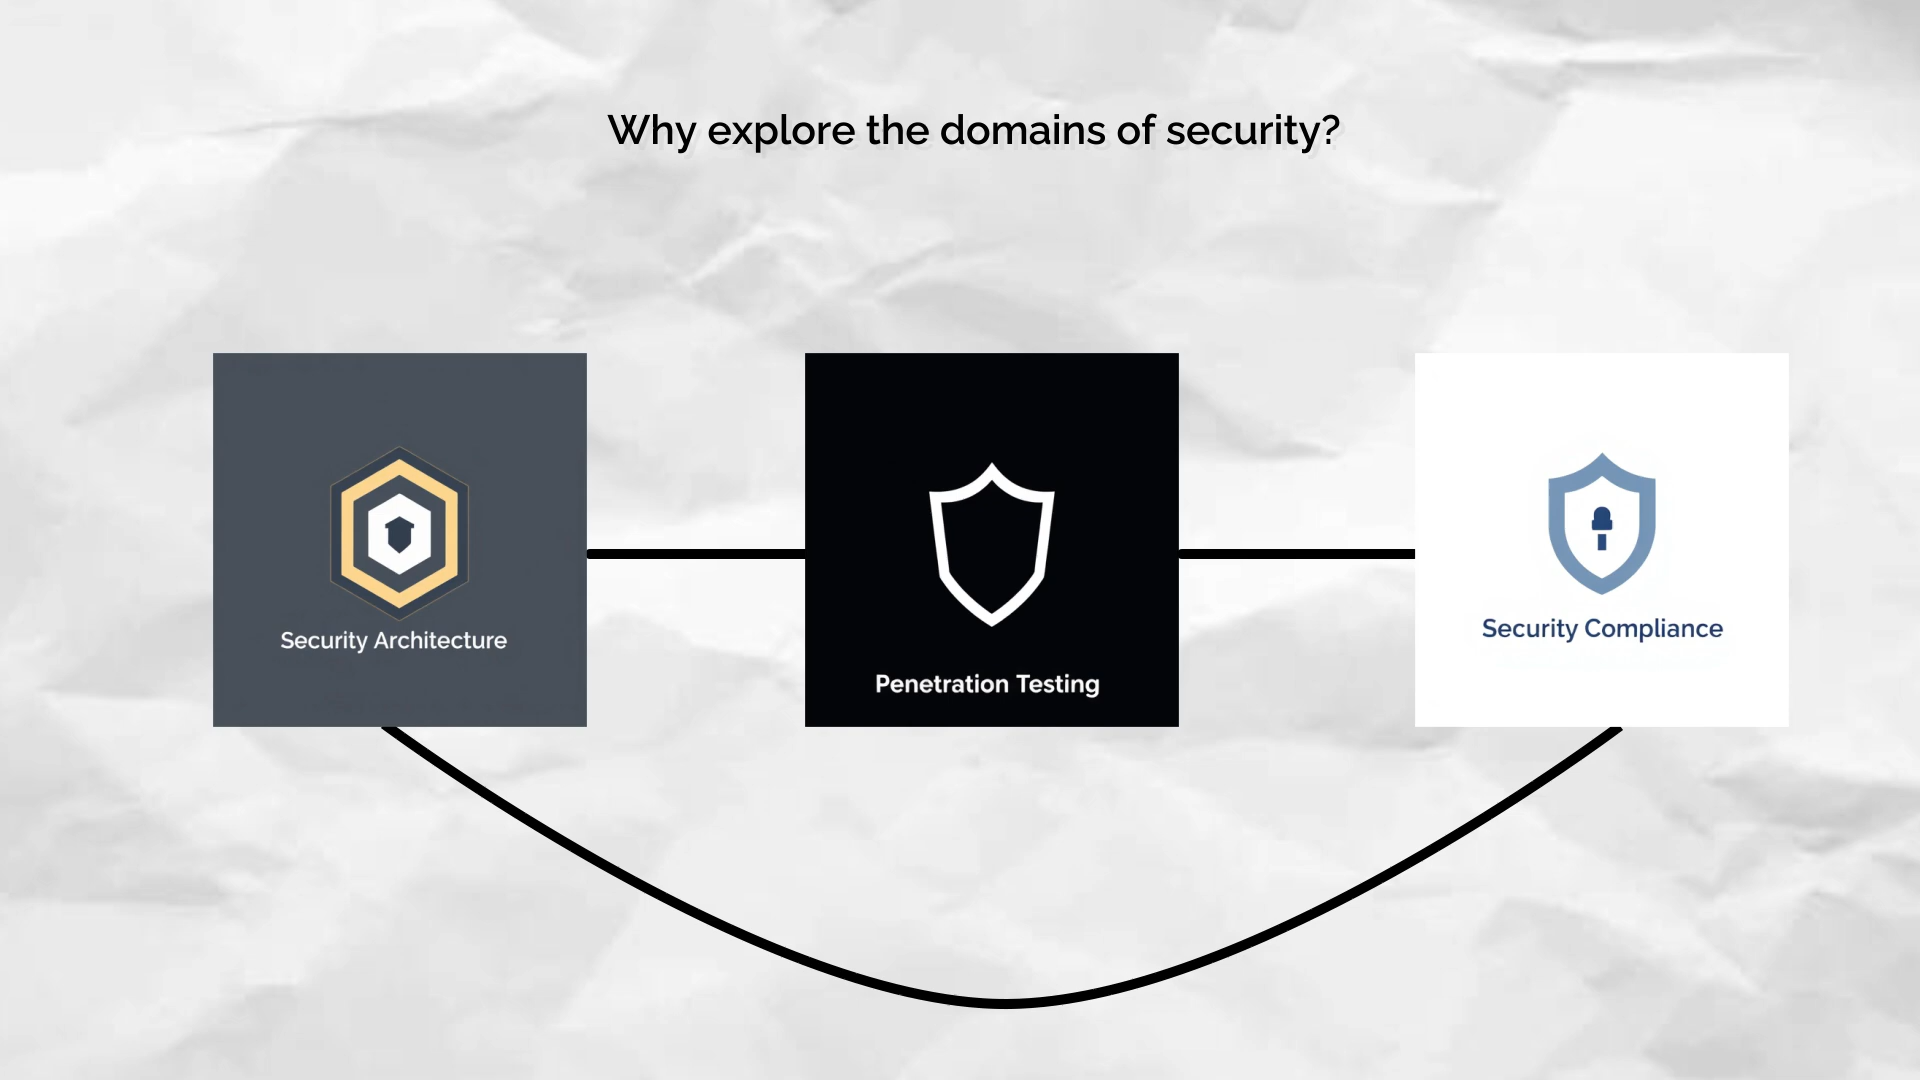 Why explore the domains of security?
Security Architecture
Penetration Testing
Security Compliance